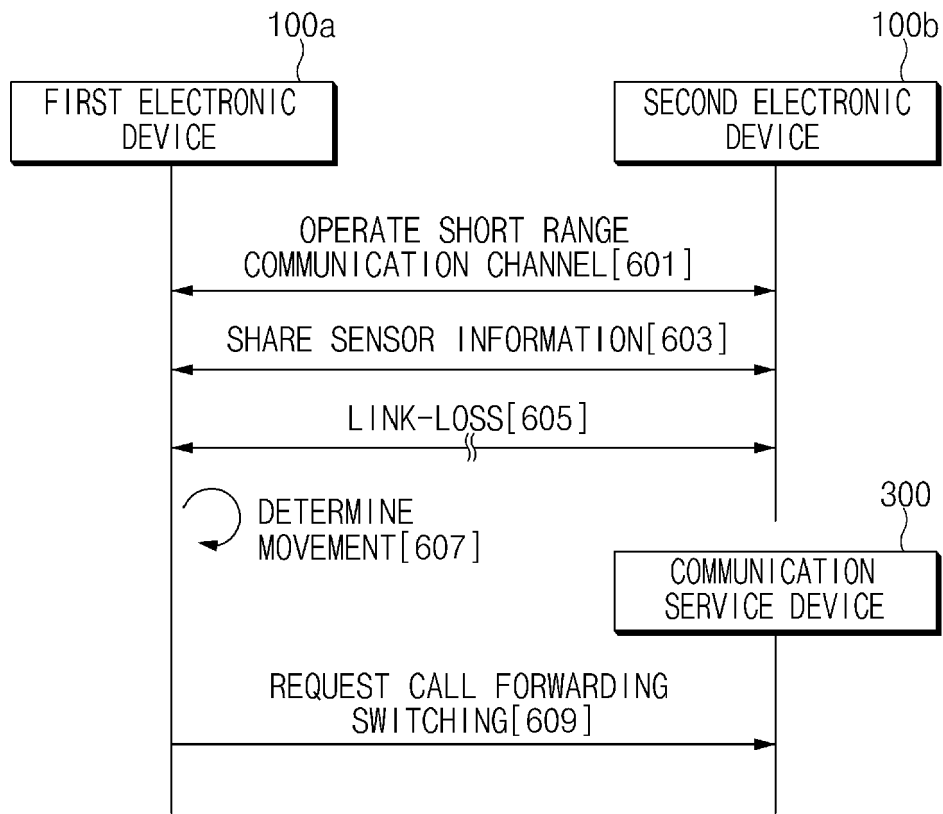 100a
100b
FIRST ELECTRONIC
DEVICE
SECOND ELECTRONIC
DEVICE
OPERATE SHORT RANGE
COMMUNICATION CHANNEL[601]
SHARE SENSOR INFORMATION[603]
LINK-LOSS[605]
DETERMINE
MOVEMENT[607]
300
COMMUNICATION
SERVICE DEVICE
REQUEST CALL FORWARDING
SWITCHING[609]